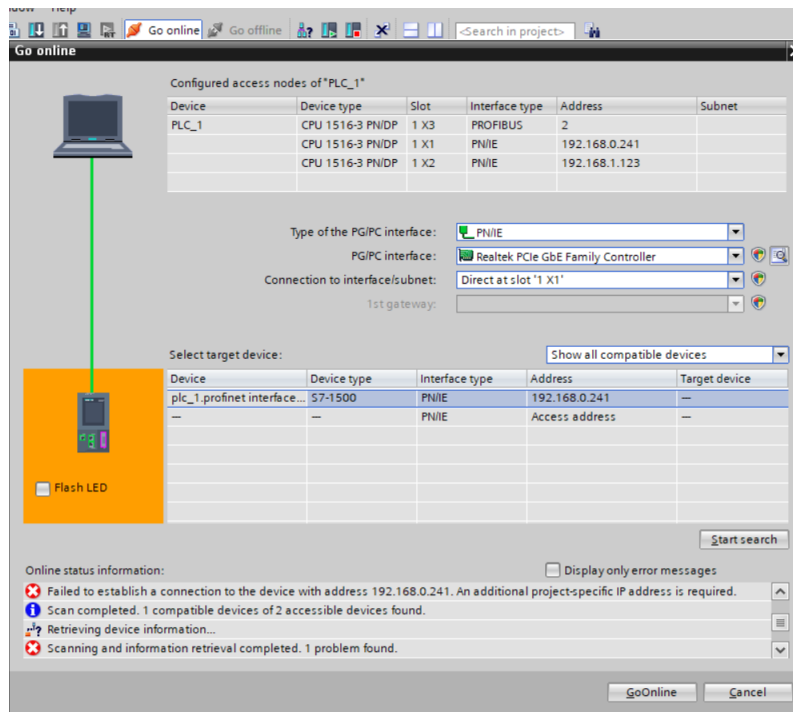 Go online Go offline <Search in project>
Go online
Configured access nodes of "PLC_1"
Device Device type Slot Interface type Address Subnet
PLC_1 CPU 1516-3 PN/DP 1 X3 PROFIBUS 2
CPU 1516-3 PN/DP 1 X1 PN/IE 192.168.0.241
CPU 1516-3 PN/DP 1 X2 PN/IE 192.168.1.123
Type of the PG/PC interface: PN/IE
PG/PC interface: Realtek PCIe GbE Family Controller
Connection to interface/subnet: Direct at slot '1 X1'
1st gateway:
Select target device: Show all compatible devices
Device Device type Interface type Address Target device
plc_1.profinet interface... S7-1500 PN/IE 192.168.0.241 —
— — PN/IE Access address —
Flash LED
Start search
Online status information: Display only error messages
Failed to establish a connection to the device with address 192.168.0.241. An additional project-specific IP address is required.
Scan completed. 1 compatible devices of 2 accessible devices found.
Retrieving device information...
Scanning and information retrieval completed. 1 problem found.
GoOnline Cancel